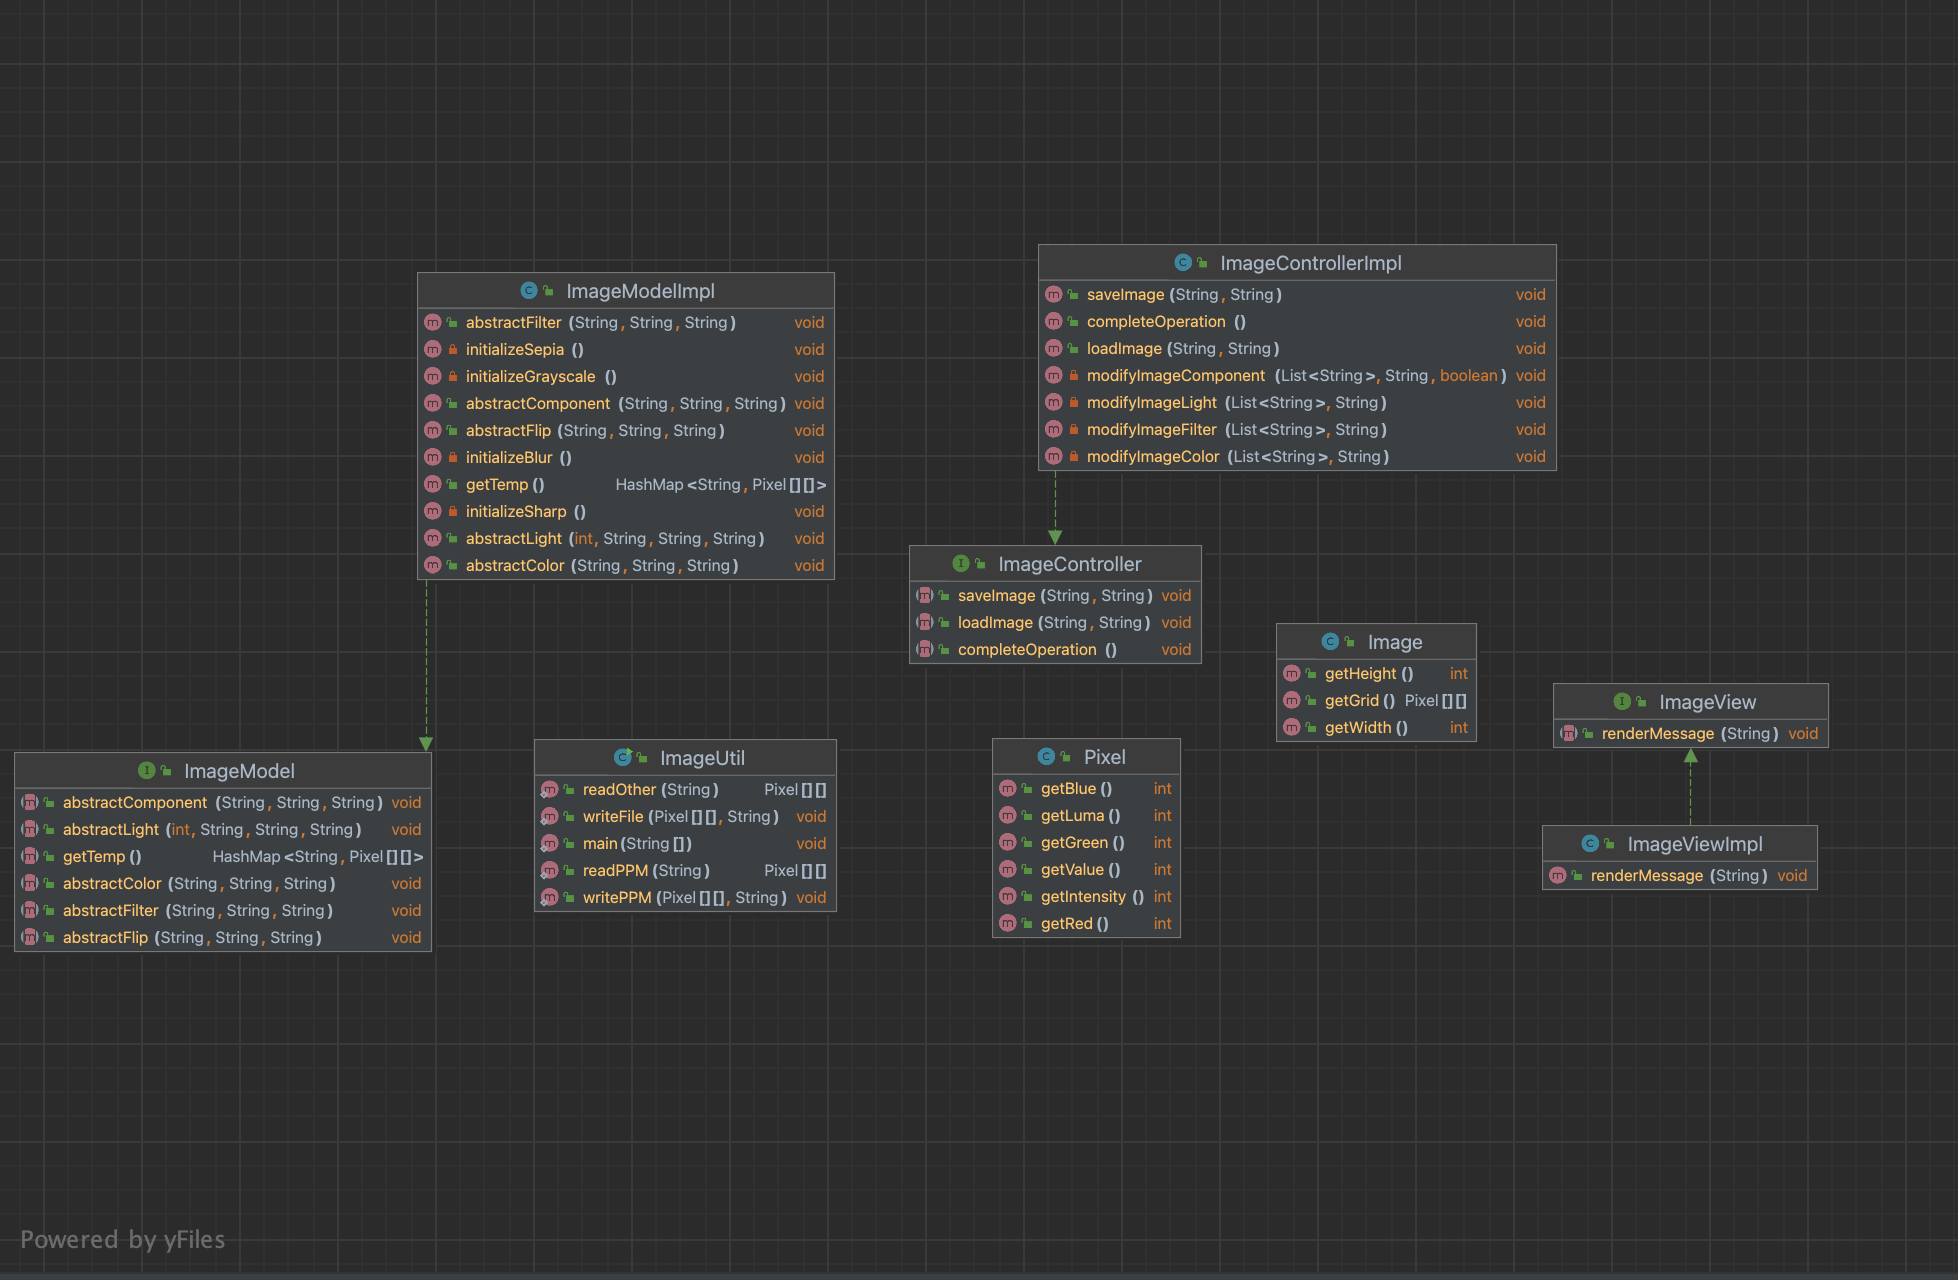 ImageModelImpl
abstractFilter (String, String, String) void
initializeSepia () void
initializeGrayscale () void
abstractComponent (String, String, String) void
abstractFlip (String, String, String) void
initializeBlur () void
getTemp () HashMap <String, Pixel [] []>
initializeSharp () void
abstractLight (int, String, String, String) void
abstractColor (String, String, String) void
ImageControllerImpl
saveImage (String, String) void
completeOperation () void
loadImage (String, String) void
modifyImageComponent (List<String>, String, boolean) void
modifyImageLight (List<String>, String) void
modifyImageFilter (List<String>, String) void
modifyImageColor (List<String>, String) void
ImageController
saveImage (String, String) void
loadImage (String, String) void
completeOperation () void
Image
getHeight () int
getGrid () Pixel [] []
getWidth () int
ImageView
renderMessage (String) void
ImageModel
abstractComponent (String, String, String) void
abstractLight (int, String, String, String) void
getTemp () HashMap <String, Pixel [] []>
abstractColor (String, String, String) void
abstractFilter (String, String, String) void
abstractFlip (String, String, String) void
ImageUtil
readOther (String) Pixel [] []
writeFile (Pixel [] [], String) void
main (String []) void
readPPM (String) Pixel [] []
writePPM (Pixel [] [], String) void
Pixel
getBlue () int
getLuma () int
getGreen () int
getValue () int
getIntensity () int
getRed () int
ImageViewImpl
renderMessage (String) void
Powered by yFiles